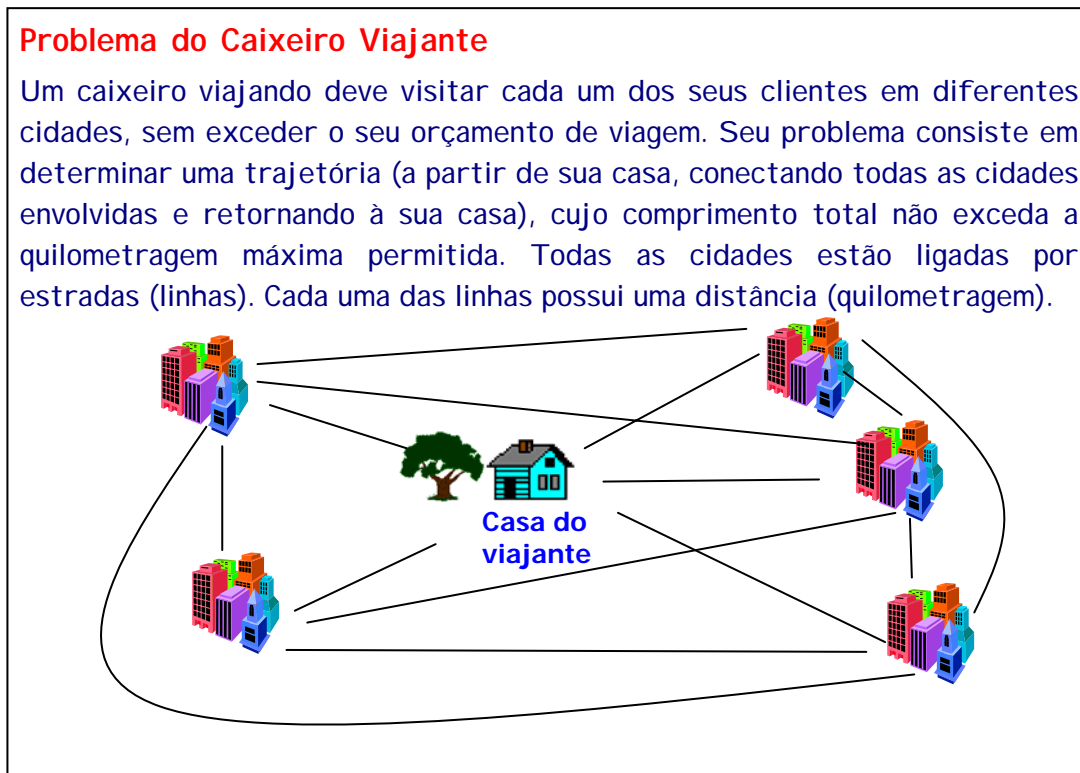 Problema do Caixeiro Viajante
Um caixeiro viajando deve visitar cada um dos seus clientes em diferentes
cidades, sem exceder o seu orçamento de viagem. Seu problema consiste em
determinar uma trajetória (a partir de sua casa, conectando todas as cidades
envolvidas e retornando à sua casa), cujo comprimento total não exceda a
quilometragem máxima permitida. Todas as cidades estão ligadas por
estradas (linhas). Cada uma das linhas possui uma distância (quilometragem).
Casa do
viajante